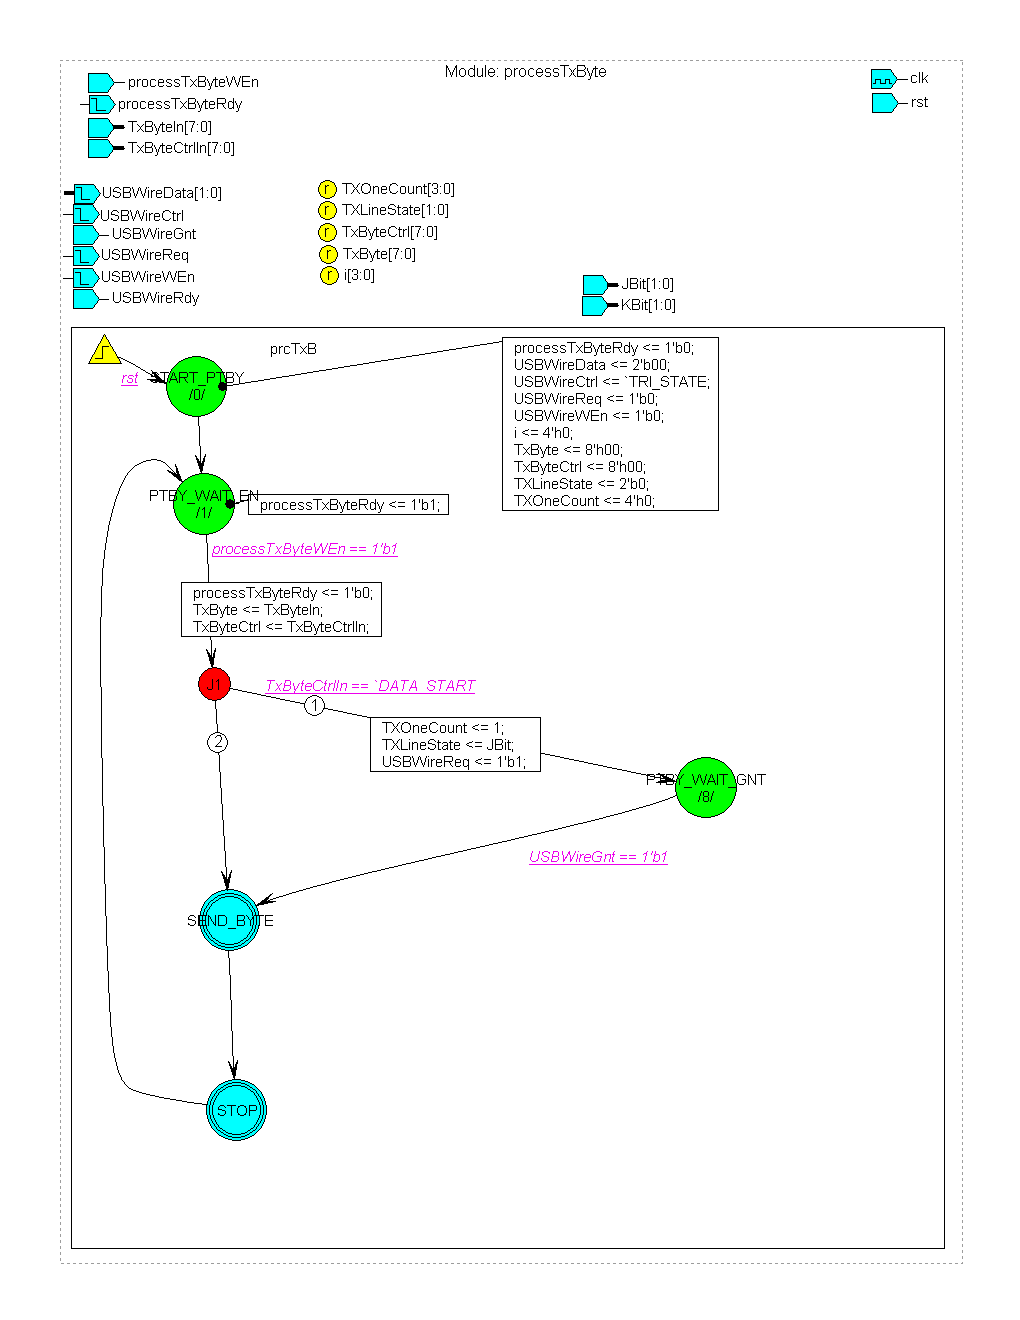 Module: processTxByte
processTxByteWEn
processTxByteRdy
TxByteIn[7:0]
TxByteCtrlIn[7:0]
clk
rst
USBWireData[1:0]
USBWireCtrl
USBWireGnt
USBWireReq
USBWireWEn
USBWireRdy
r TXOneCount[3:0]
r TXLineState[1:0]
r TxByteCtrl[7:0]
r TxByte[7:0]
r i[3:0]
JBit[1:0]
KBit[1:0]
prcTxB
rst
START_PTBY
/0/
processTxByteRdy <= 1'b0;
USBWireData <= 2'b00;
USBWireCtrl <= `TRI_STATE;
USBWireReq <= 1'b0;
USBWireWEn <= 1'b0;
i <= 4'h0;
TxByte <= 8'h00;
TxByteCtrl <= 8'h00;
TXLineState <= 2'b0;
TXOneCount <= 4'h0;
PTBY_WAIT_EN
/1/
processTxByteRdy <= 1'b1;
processTxByteWEn == 1'b1
processTxByteRdy <= 1'b0;
TxByte <= TxByteIn;
TxByteCtrl <= TxByteCtrlIn;
J1
TxByteCtrlIn == `DATA_START
1
TXOneCount <= 1;
TXLineState <= JBit;
USBWireReq <= 1'b1;
2
PTBY_WAIT_GNT
/8/
USBWireGnt == 1'b1
SEND_BYTE
STOP